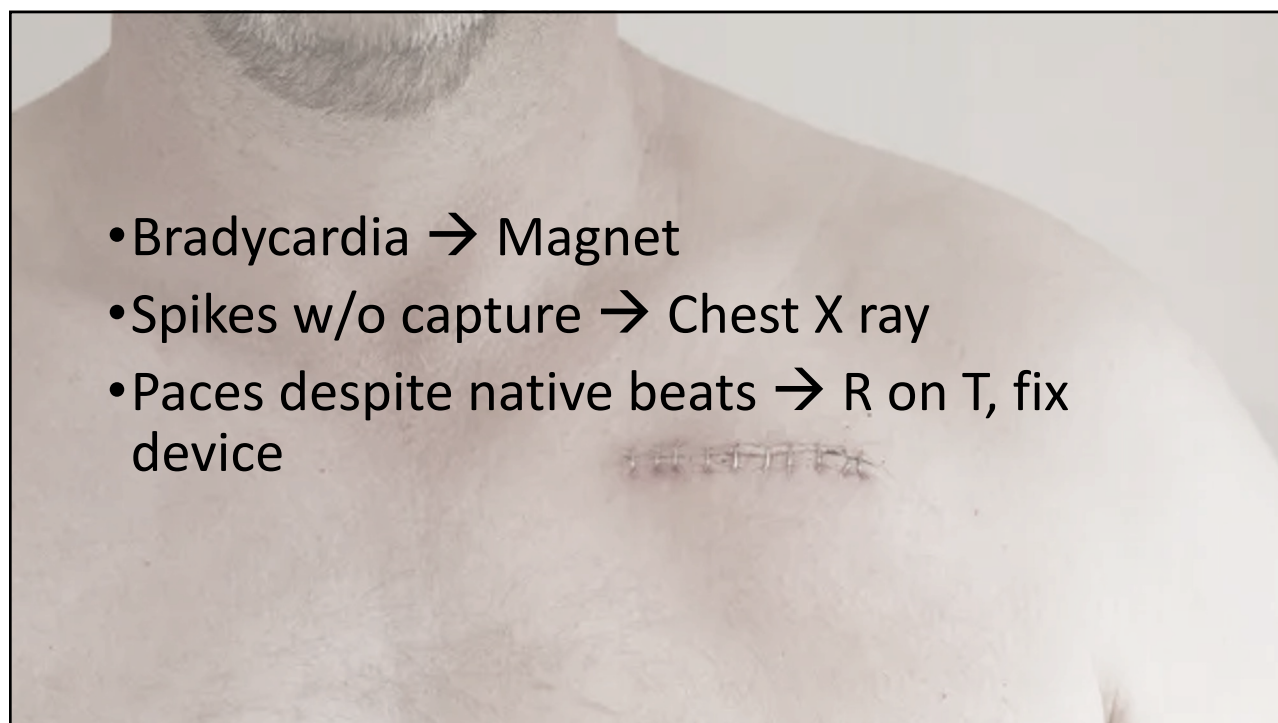 •Bradycardia → Magnet
•Spikes w/o capture → Chest X ray
•Paces despite native beats → R on T, fix
device